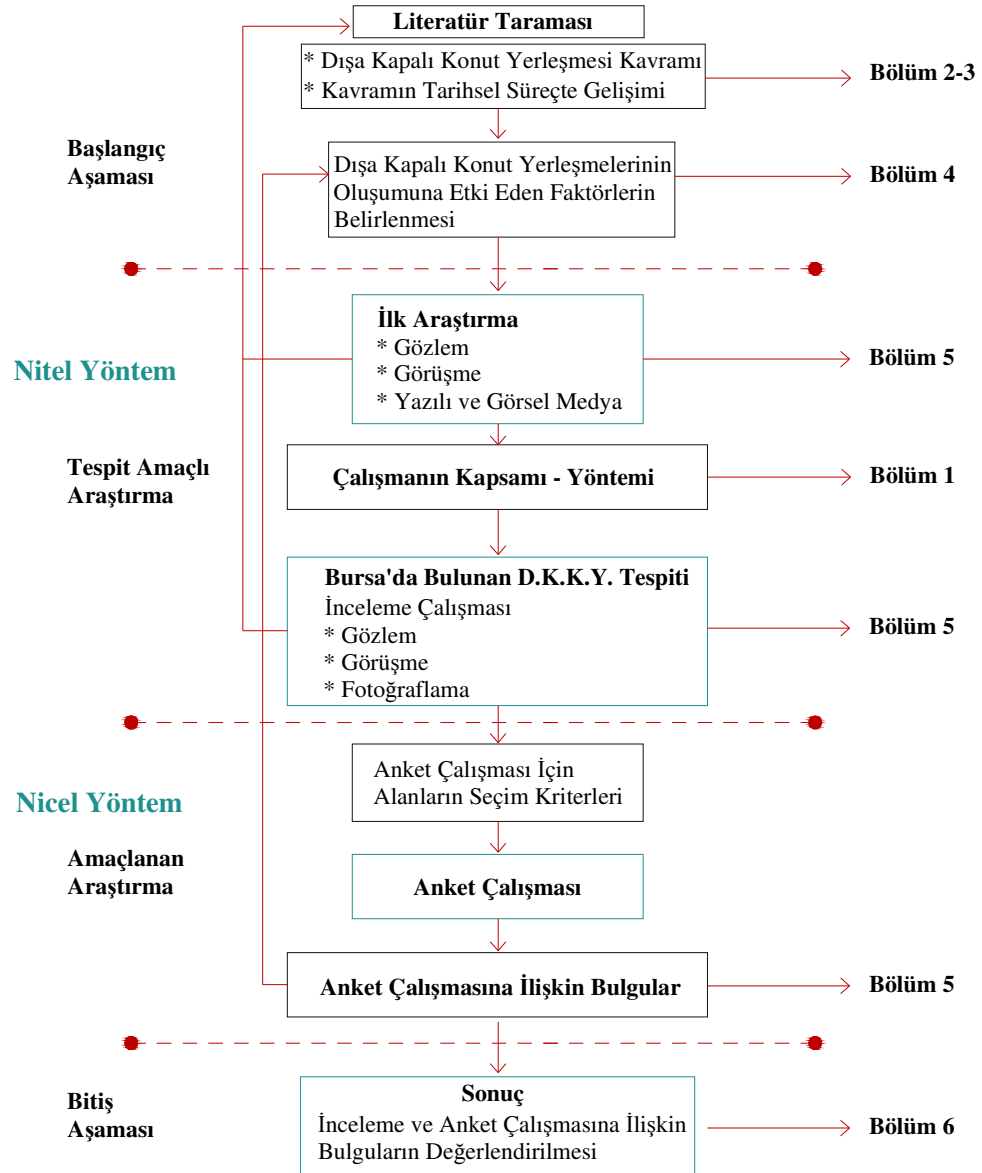 Literatür Taraması
* Dışa Kapalı Konut Yerleşmesi Kavramı
* Kavramın Tarihsel Süreçte Gelişimi
Bölüm 2-3
Başlangıç
Aşaması
Dışa Kapalı Konut Yerleşmelerinin
Oluşumuna Etki Eden Faktörlerin
Belirlenmesi
Bölüm 4
Nitel Yöntem
İlk Araştırma
* Gözlem
* Görüşme
* Yazılı ve Görsel Medya
Bölüm 5
Tespit Amaçlı
Araştırma
Çalışmanın Kapsamı - Yöntemi
Bölüm 1
Bursa'da Bulunan D.K.K.Y. Tespiti
İnceleme Çalışması
* Gözlem
* Görüşme
* Fotoğraflama
Bölüm 5
Nicel Yöntem
Anket Çalışması İçin
Alanların Seçim Kriterleri
Amaçlanan
Araştırma
Anket Çalışması
Anket Çalışmasına İlişkin Bulgular
Bölüm 5
Bitiş
Aşaması
Sonuç
İnceleme ve Anket Çalışmasına İlişkin
Bulguların Değerlendirilmesi
Bölüm 6